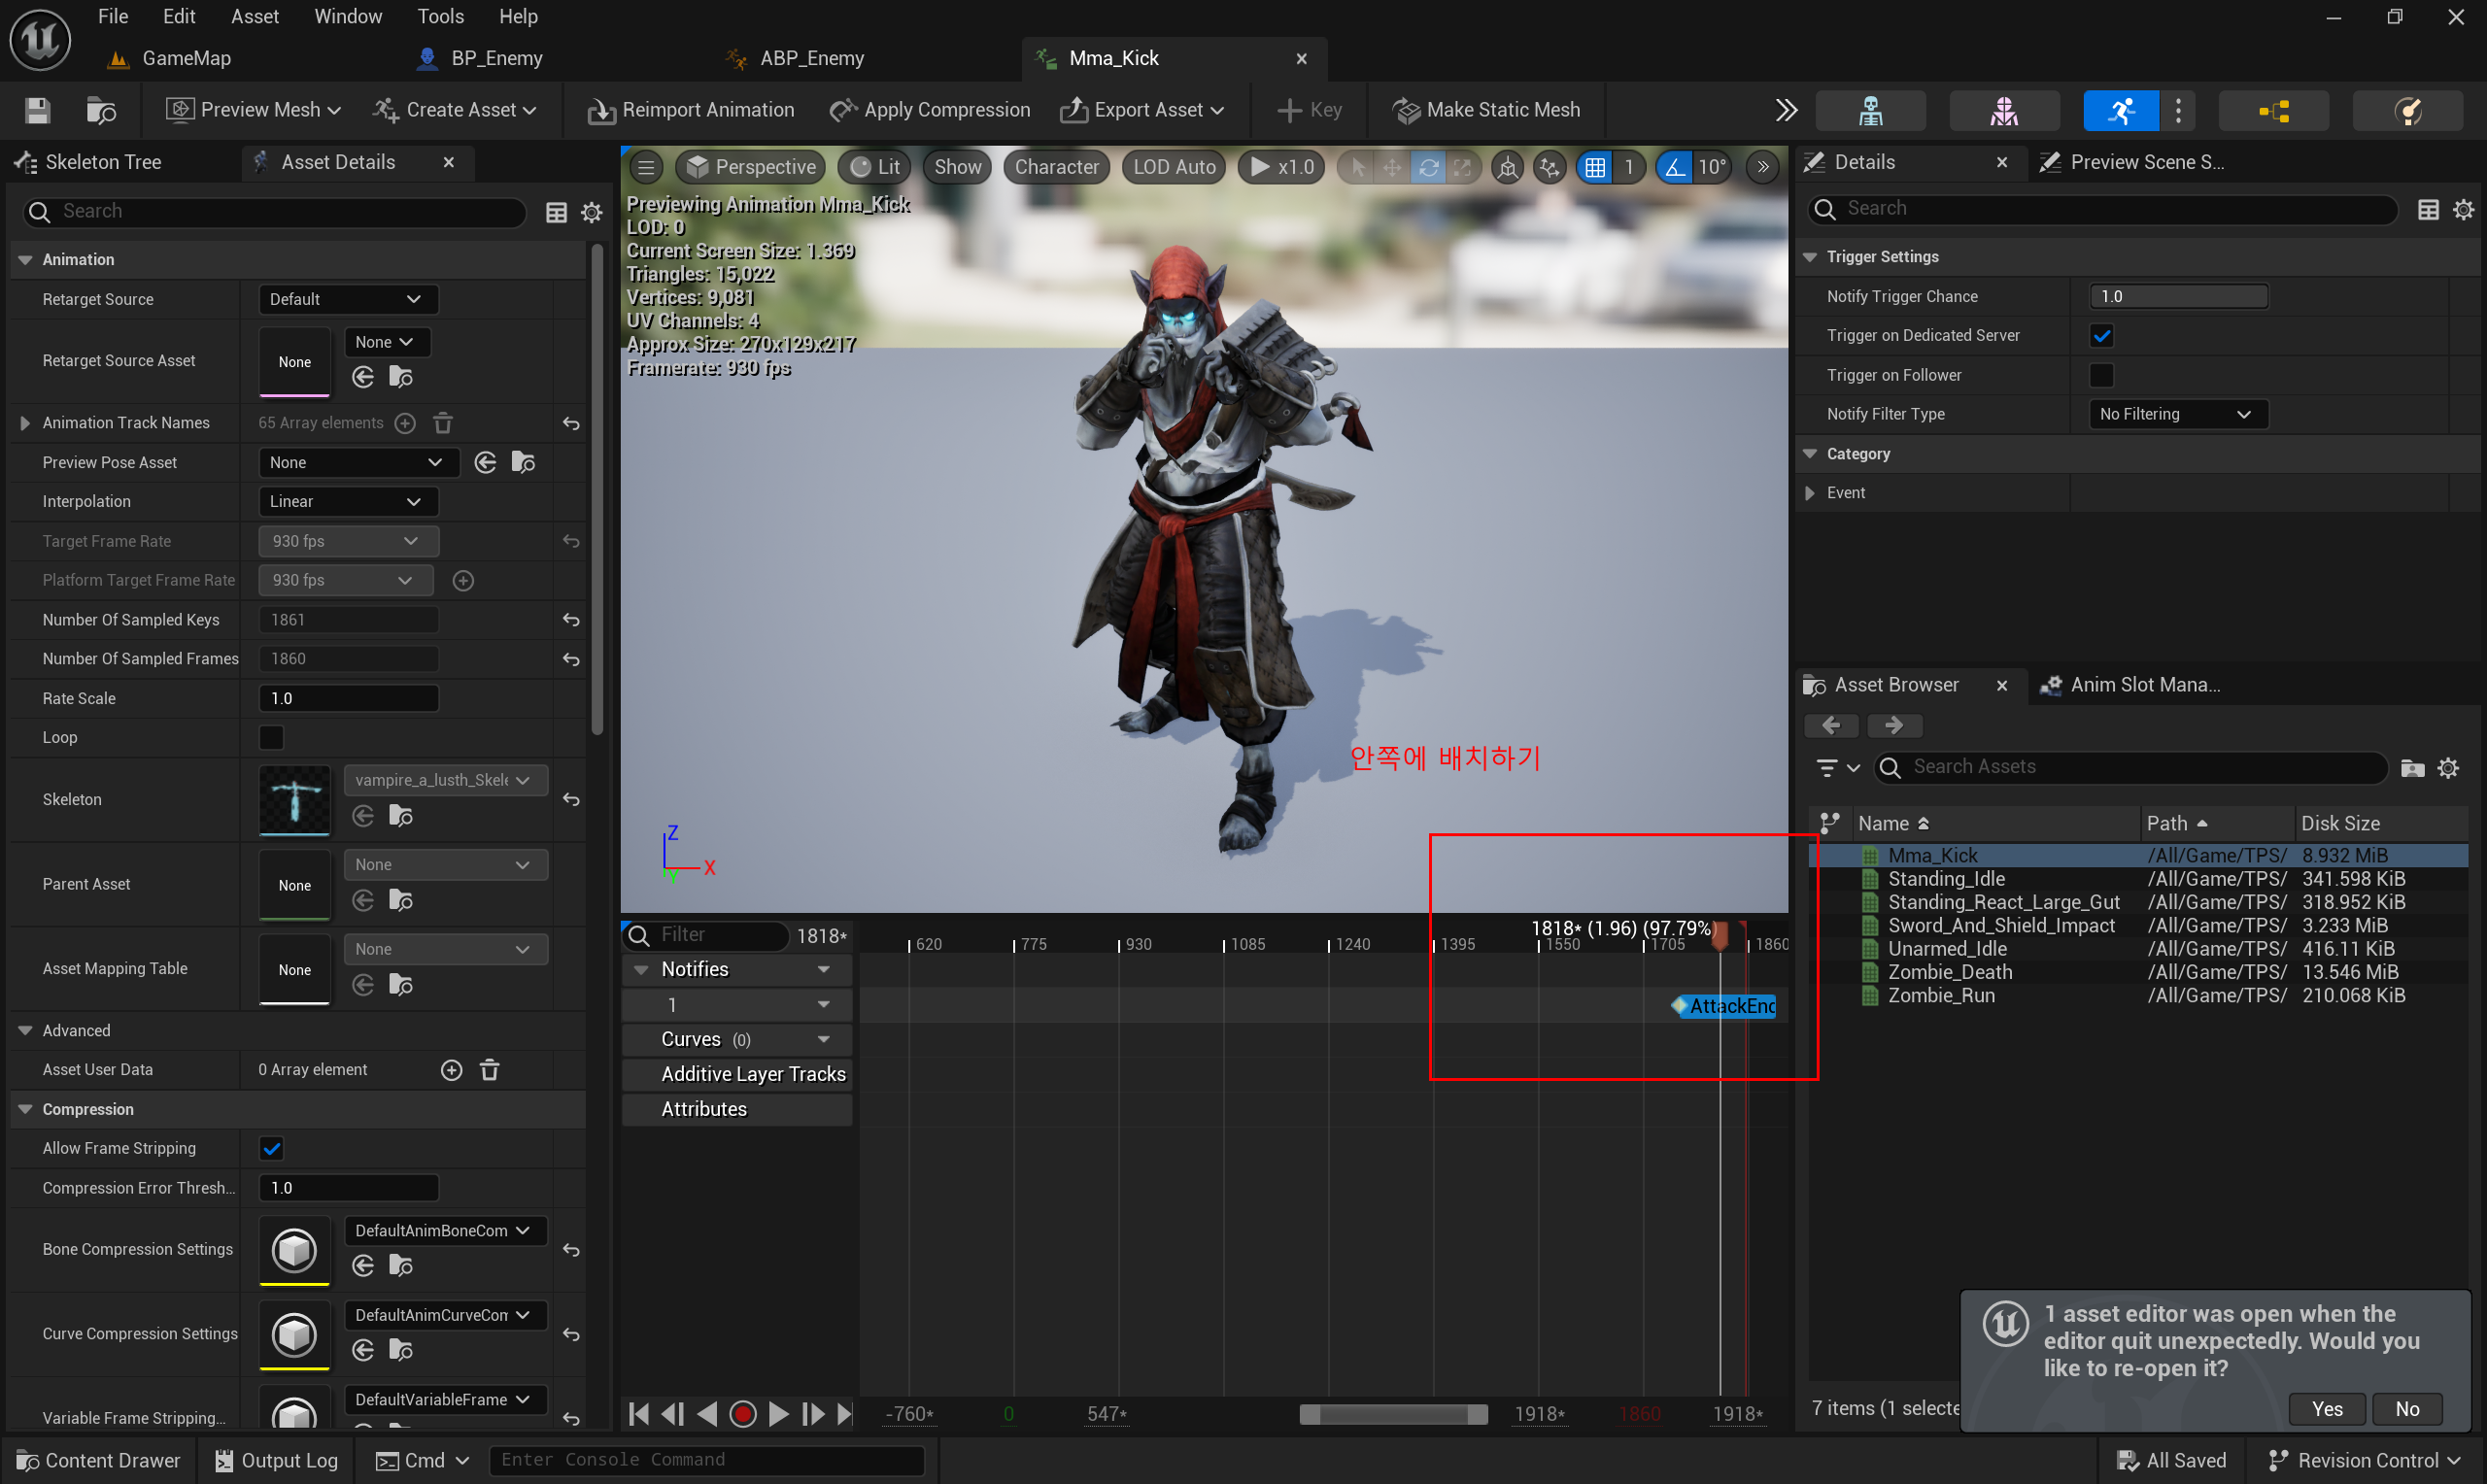 File Edit Asset Window Tools Help
GameMap BP_Enemy ABP_Enemy Mma_Kick
Preview Mesh Create Asset Reimport Animation Apply Compression Export Asset Key Make Static Mesh
Skeleton Tree Asset Details
Search
Animation
Retarget Source Default
Retarget Source Asset None None
Animation Track Names 65 Array elements
Preview Pose Asset None
Interpolation Linear
Target Frame Rate 930 fps
Platform Target Frame Rate 930 fps
Number Of Sampled Keys 1861
Number Of Sampled Frames 1860
Rate Scale 1.0
Loop
Skeleton vampire_a_lusth_Skele
Parent Asset None None
Asset Mapping Table None None
Advanced
Asset User Data 0 Array element
Compression
Allow Frame Stripping
Compression Error Thresh... 1.0
Bone Compression Settings DefaultAnimBoneCom
Curve Compression Settings DefaultAnimCurveCom
Variable Frame Stripping... DefaultVariableFrame
Perspective Lit Show Character LOD Auto x1.0 1 10°
Previewing Animation Mma_Kick
LOD: 0
Current Screen Size: 1.369
Triangles: 15,022
Vertices: 9,081
UV Channels: 4
Approx Size: 270x129x217
Framerate: 930 fps
안쪽에 배치하기
Z
X
Y
Filter 1818* 1818* (1.96) (97.79%)
620 775 930 1085 1240 1395 1550 1705 1860
Notifies
1 AttackEnd
Curves (0)
Additive Layer Tracks
Attributes
-760* 0 547* 1918* 1860 1918*
Details Preview Scene S...
Search
Trigger Settings
Notify Trigger Chance 1.0
Trigger on Dedicated Server
Trigger on Follower
Notify Filter Type No Filtering
Category
Event
Asset Browser Anim Slot Mana...
Search Assets
Name Path Disk Size
Mma_Kick /All/Game/TPS/ 8.932 MiB
Standing_Idle /All/Game/TPS/ 341.598 KiB
Standing_React_Large_Gut /All/Game/TPS/ 318.952 KiB
Sword_And_Shield_Impact /All/Game/TPS/ 3.233 MiB
Unarmed_Idle /All/Game/TPS/ 416.11 KiB
Zombie_Death /All/Game/TPS/ 13.546 MiB
Zombie_Run /All/Game/TPS/ 210.068 KiB
7 items (1 selecte
1 asset editor was open when the
editor quit unexpectedly. Would you
like to re-open it?
Yes No
Content Drawer Output Log Cmd Enter Console Command All Saved Revision Control